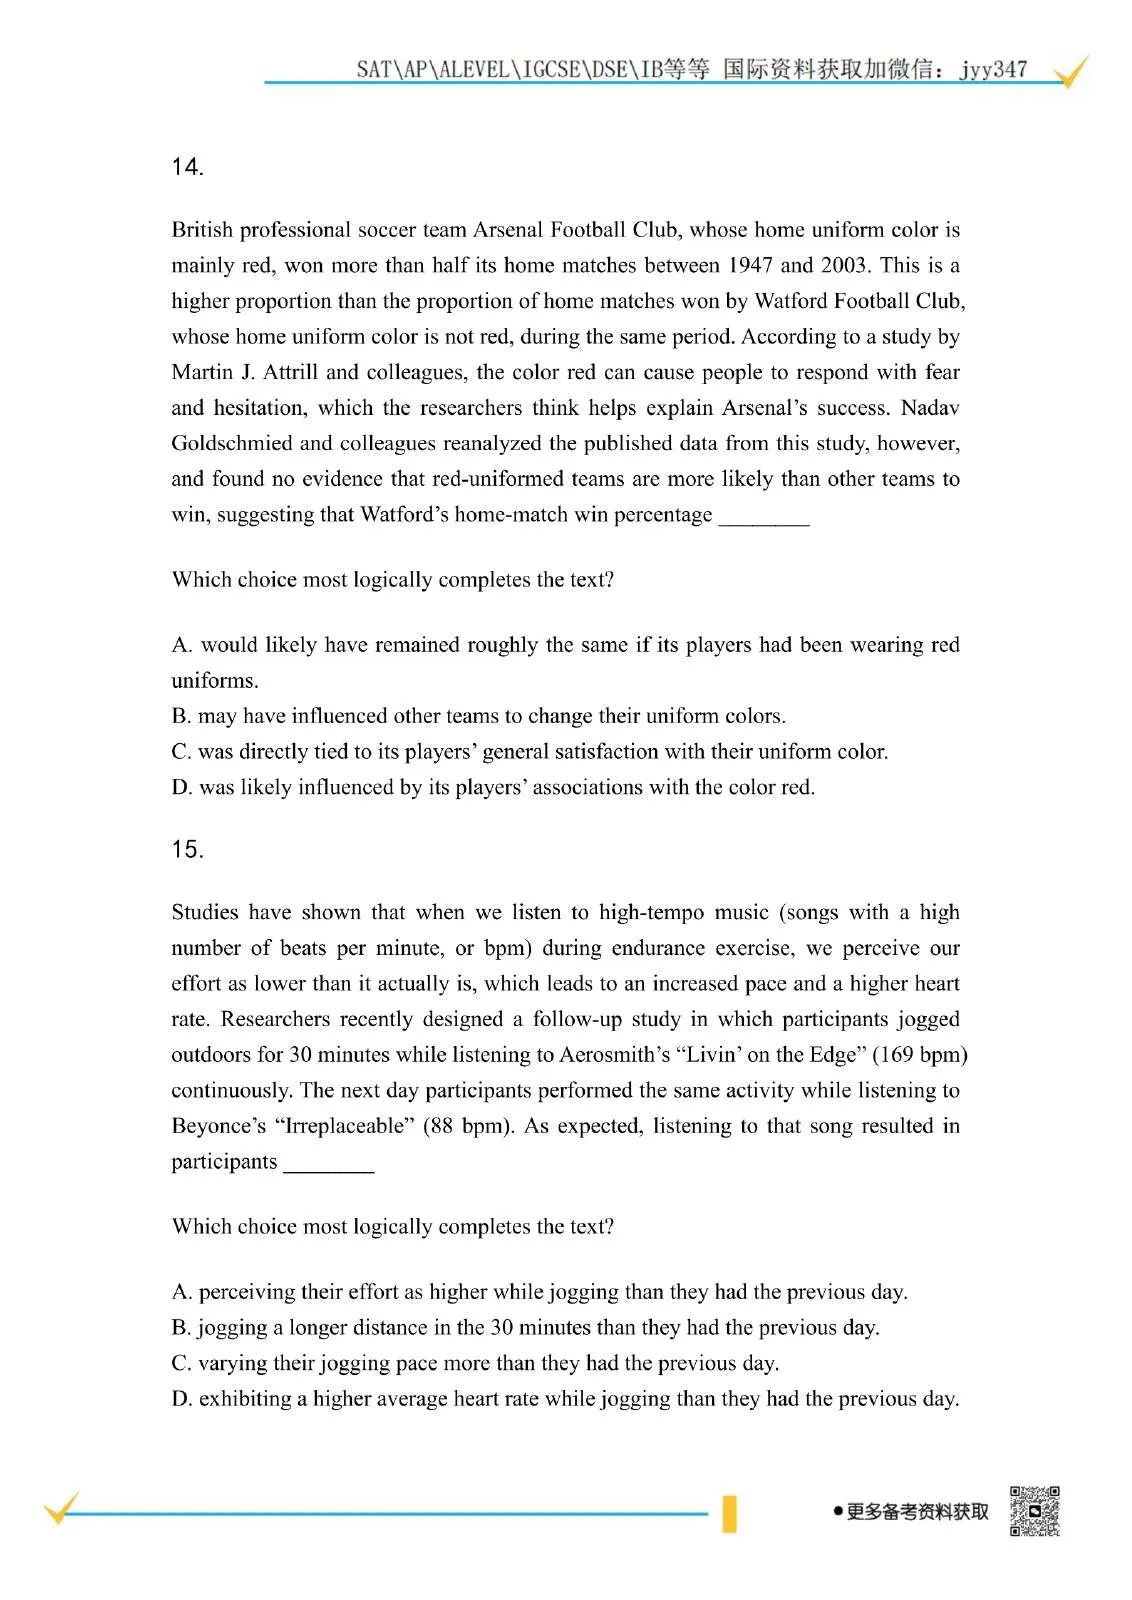 SAT\AP\ALEVEL\IGCSE\DSE\IB等等 国际资料获取加微信：jyy347
14.
British professional soccer team Arsenal Football Club, whose home uniform color is
mainly red, won more than half its home matches between 1947 and 2003. This is a
higher proportion than the proportion of home matches won by Watford Football Club,
whose home uniform color is not red, during the same period. According to a study by
Martin J. Attrill and colleagues, the color red can cause people to respond with fear
and hesitation, which the researchers think helps explain Arsenal’s success. Nadav
Goldschmied and colleagues reanalyzed the published data from this study, however,
and found no evidence that red-uniformed teams are more likely than other teams to
win, suggesting that Watford’s home-match win percentage ________
Which choice most logically completes the text?
A. would likely have remained roughly the same if its players had been wearing red
uniforms.
B. may have influenced other teams to change their uniform colors.
C. was directly tied to its players’ general satisfaction with their uniform color.
D. was likely influenced by its players’ associations with the color red.
15.
Studies have shown that when we listen to high-tempo music (songs with a high
number of beats per minute, or bpm) during endurance exercise, we perceive our
effort as lower than it actually is, which leads to an increased pace and a higher heart
rate. Researchers recently designed a follow-up study in which participants jogged
outdoors for 30 minutes while listening to Aerosmith’s “Livin’ on the Edge” (169 bpm)
continuously. The next day participants performed the same activity while listening to
Beyonce’s “Irreplaceable” (88 bpm). As expected, listening to that song resulted in
participants ________
Which choice most logically completes the text?
A. perceiving their effort as higher while jogging than they had the previous day.
B. jogging a longer distance in the 30 minutes than they had the previous day.
C. varying their jogging pace more than they had the previous day.
D. exhibiting a higher average heart rate while jogging than they had the previous day.
●更多备考资料获取